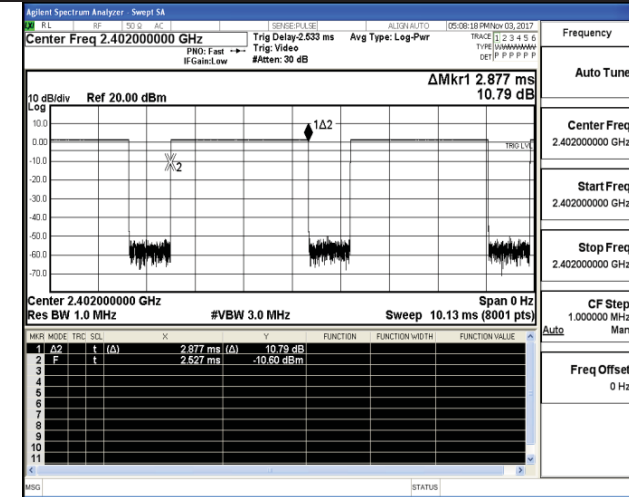 Agilent Spectrum Analyzer - Swept SA
RL RF 50 Ω AC SENSE:PULSE ALIGN AUTO 05:08:18 PM Nov 03, 2017
Center Freq 2.402000000 GHz
PNO: Fast
IFGain:Low
Trig Delay-2.533 ms
Trig: Video
#Atten: 30 dB
Avg Type: Log-Pwr
TRACE 1 2 3 4 5 6
TYPE WWWWWW
DET P P P P P P
ΔMkr1 2.877 ms
10.79 dB
10 dB/div Ref 20.00 dBm
Log
10.0
0.00
-10.0
-20.0
-30.0
-40.0
-50.0
-60.0
-70.0
1Δ2
2
TRIG LVL
Center 2.402000000 GHz Span 0 Hz
Res BW 1.0 MHz #VBW 3.0 MHz Sweep 10.13 ms (8001 pts)
MKR MODE TRC SCL X Y FUNCTION FUNCTION WIDTH FUNCTION VALUE
1 Δ2 t (Δ) 2.877 ms (Δ) 10.79 dB
2 F t 2.527 ms -10.60 dBm
3
4
5
6
7
8
9
10
11
MSG STATUS
Frequency
Auto Tune
Center Freq
2.402000000 GHz
Start Freq
2.402000000 GHz
Stop Freq
2.402000000 GHz
CF Step
1.000000 MHz
Auto Man
Freq Offset
0 Hz